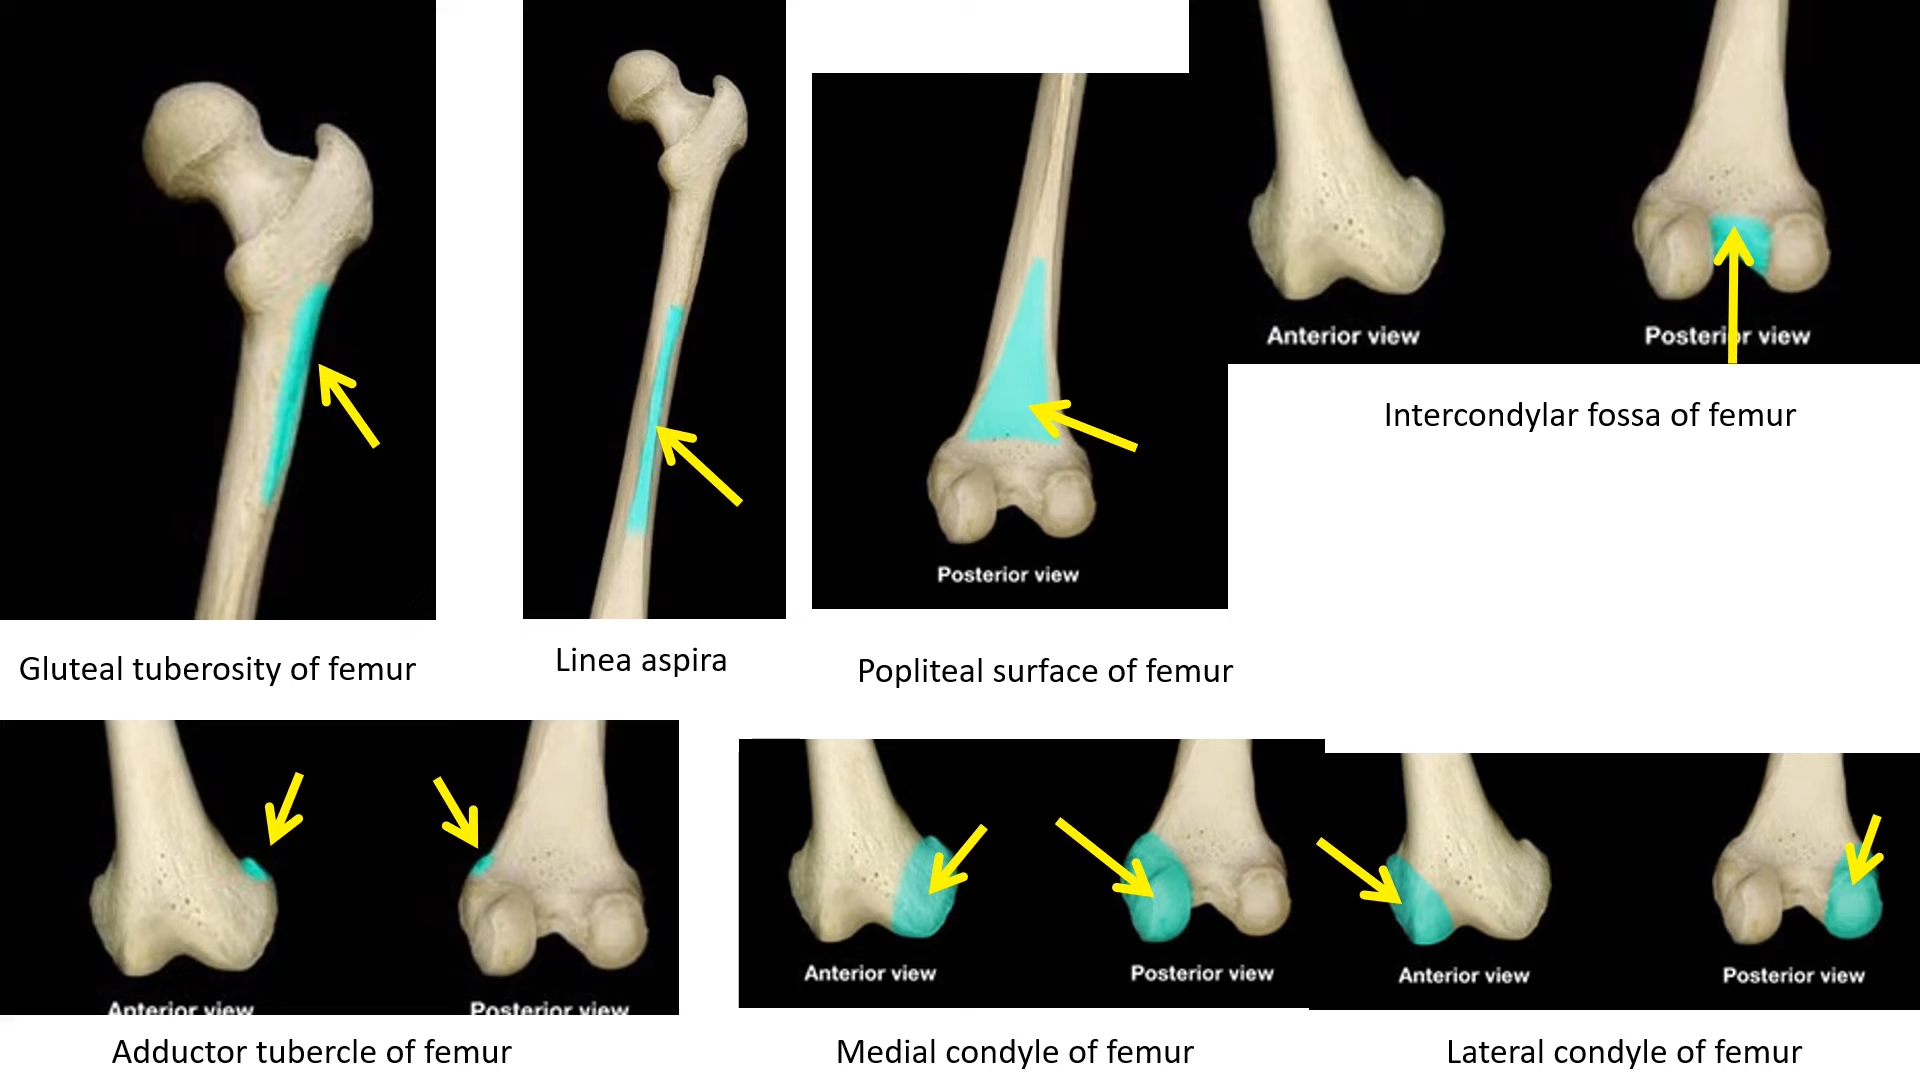 Anterior view
Posterior view
Intercondylar fossa of femur
Posterior view
Gluteal tuberosity of femur
Linea aspira
Popliteal surface of femur
Anterior view
Posterior view
Adductor tubercle of femur
Anterior view
Posterior view
Medial condyle of femur
Anterior view
Posterior view
Lateral condyle of femur